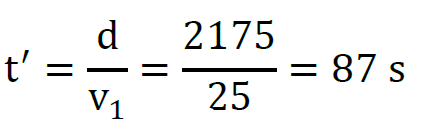 t′ = d/v₁ = 2175/25 = 87 s